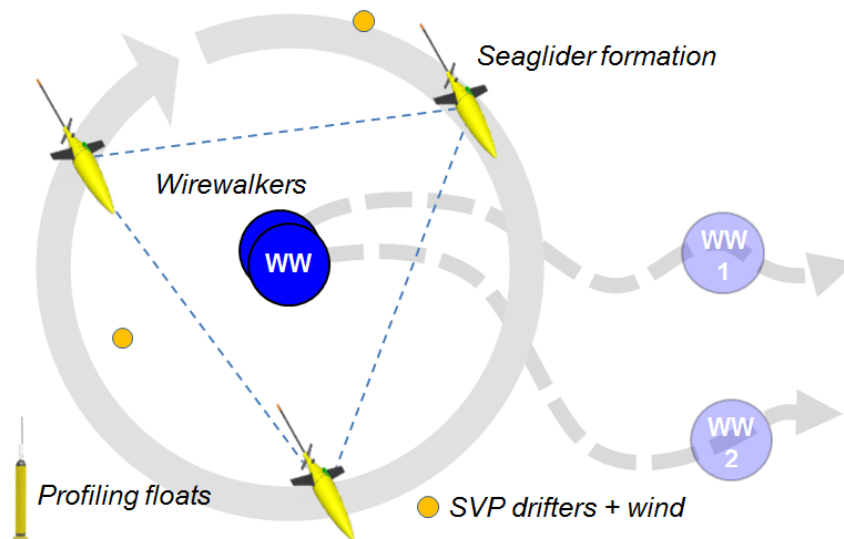 Seaglider formation
Wirewalkers
WW
WW
1
WW
2
Profiling floats
SVP drifters + wind